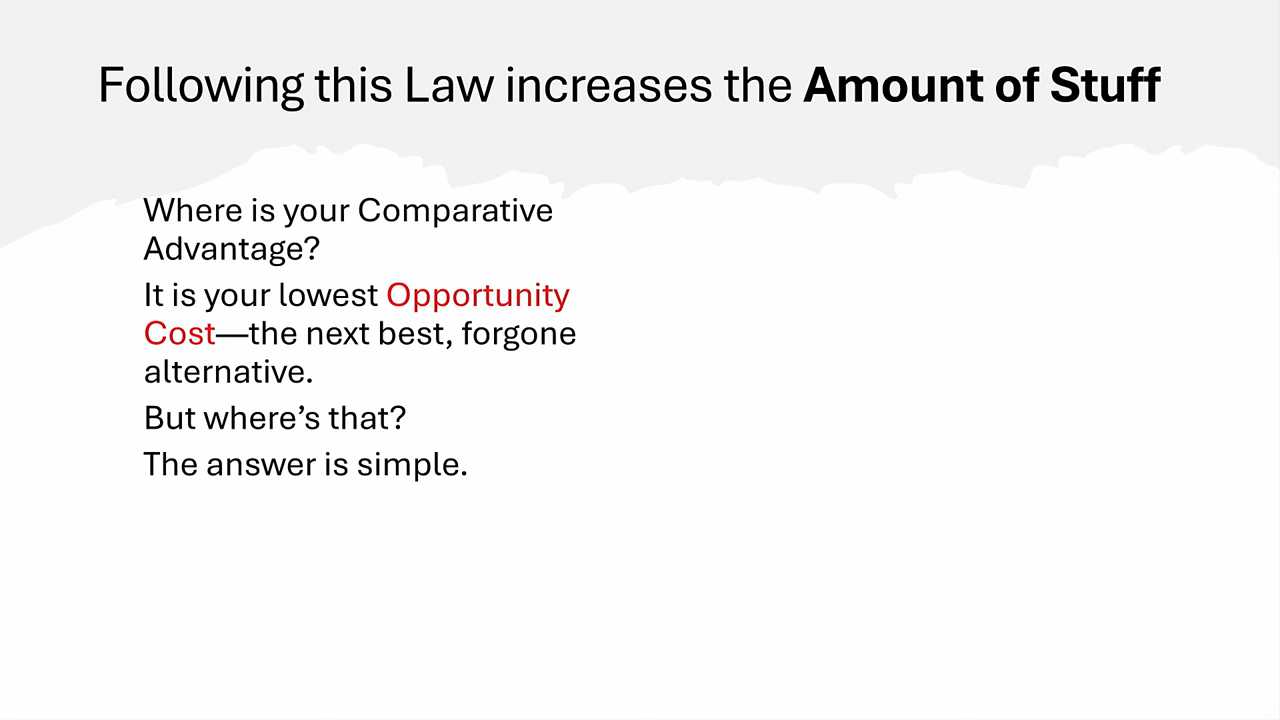 Following this Law increases the Amount of Stuff
Where is your Comparative
Advantage?
It is your lowest Opportunity
Cost—the next best, forgone
alternative.
But where’s that?
The answer is simple.